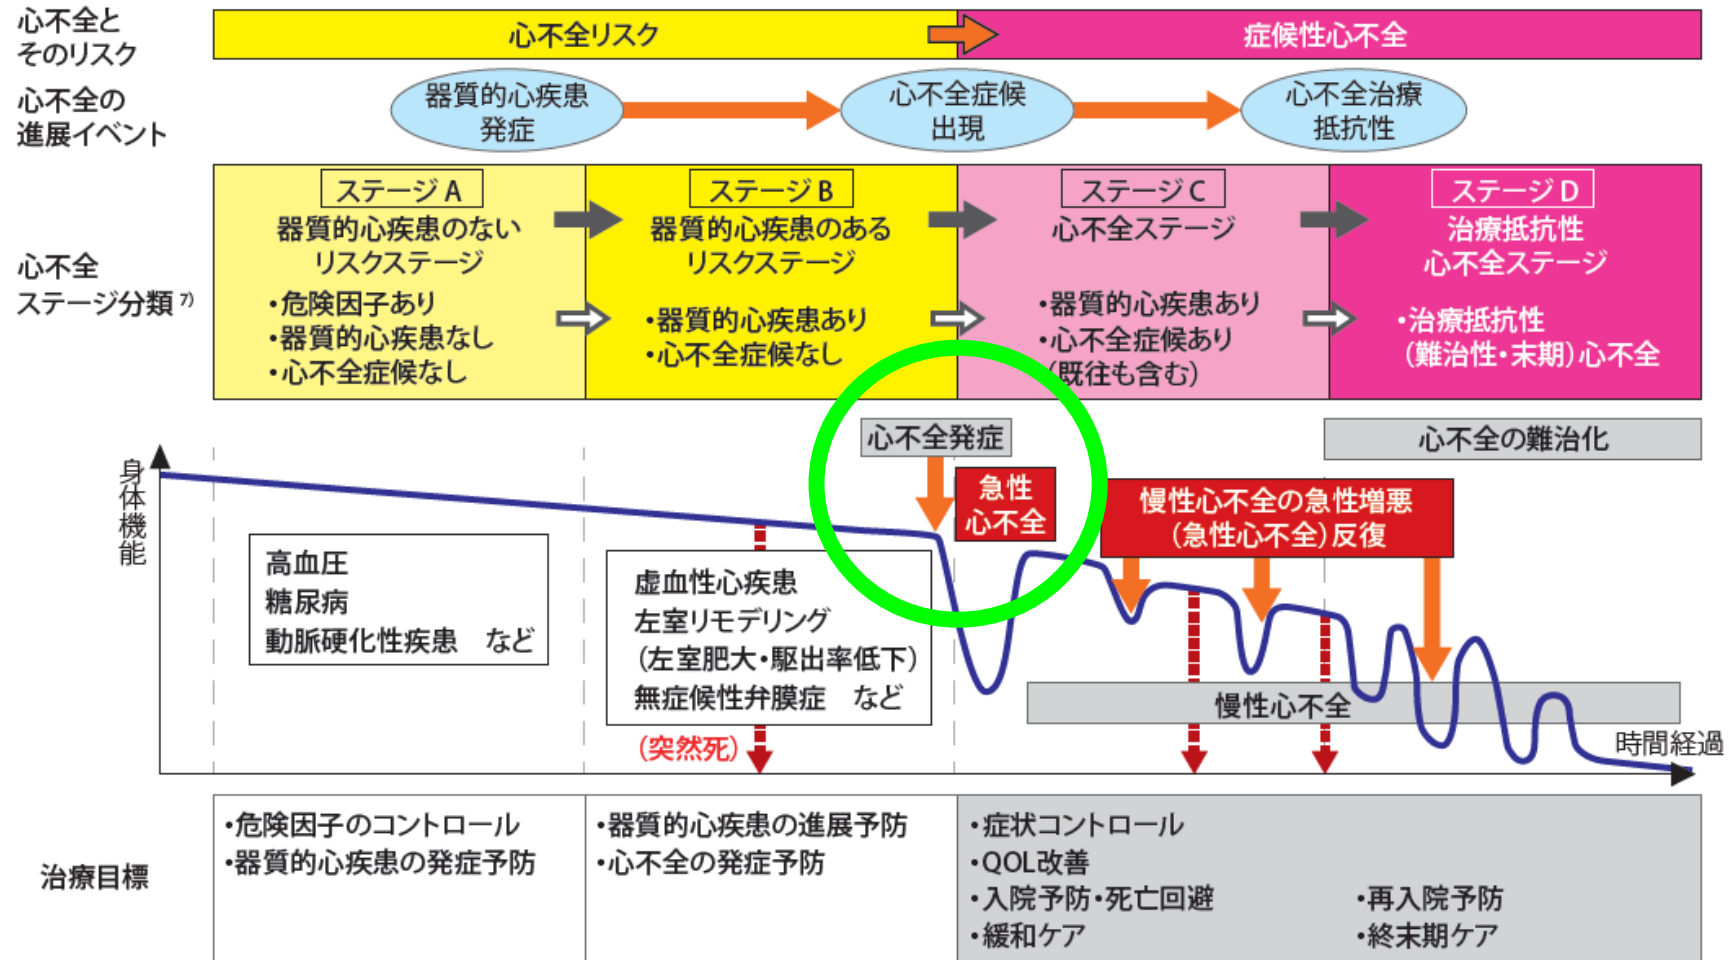 心不全と
そのリスク
心不全リスク
症候性心不全
心不全の
進展イベント
器質的心疾患
発症
心不全症候
出現
心不全治療
抵抗性
心不全
ステージ分類 7)
ステージ A
器質的心疾患のない
リスクステージ
・危険因子あり
・器質的心疾患なし
・心不全症候なし
ステージ B
器質的心疾患のある
リスクステージ
・器質的心疾患あり
・心不全症候なし
ステージ C
心不全ステージ
・器質的心疾患あり
・心不全症候あり
（既往も含む）
ステージ D
治療抵抗性
心不全ステージ
・治療抵抗性
（難治性・末期）心不全
心不全発症
心不全の難治化
身体機能
急性
心不全
慢性心不全の急性増悪
（急性心不全）反復
高血圧
糖尿病
動脈硬化性疾患　など
虚血性心疾患
左室リモデリング
（左室肥大・駆出率低下）
無症候性弁膜症　など
（突然死）
慢性心不全
時間経過
治療目標
・危険因子のコントロール
・器質的心疾患の発症予防
・器質的心疾患の進展予防
・心不全の発症予防
・症状コントロール
・QOL改善
・入院予防・死亡回避
・緩和ケア
・再入院予防
・終末期ケア